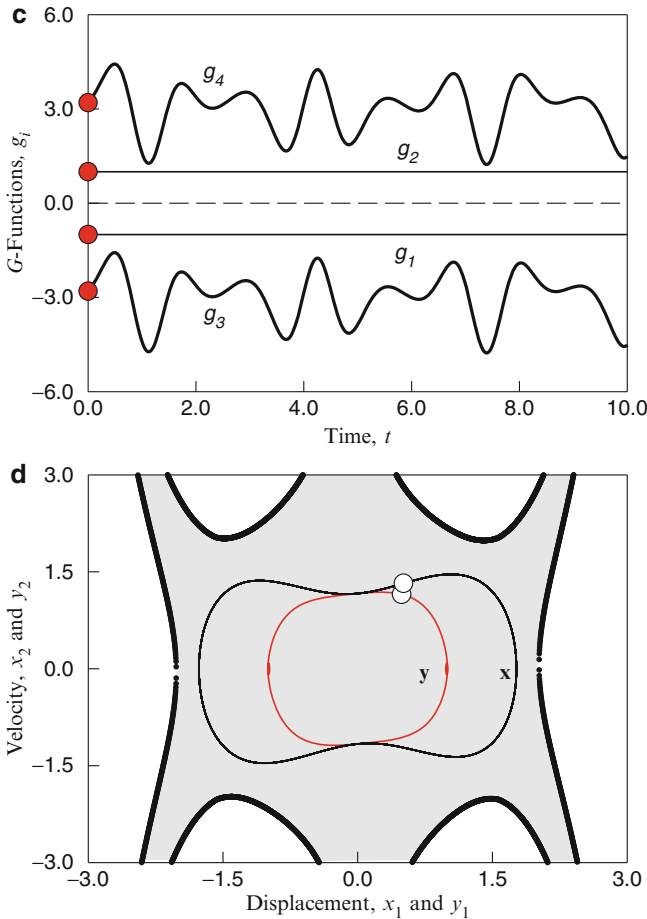 c
6.0
3.0
0.0
−3.0
−6.0
G-Functions, gᵢ
g₄
g₂
g₁
g₃
0.0 2.0 4.0 6.0 8.0 10.0
Time, t
d
3.0
1.5
0.0
−1.5
−3.0
Velocity, x₂ and y₂
y x
−3.0 −1.5 0.0 1.5 3.0
Displacement, x₁ and y₁